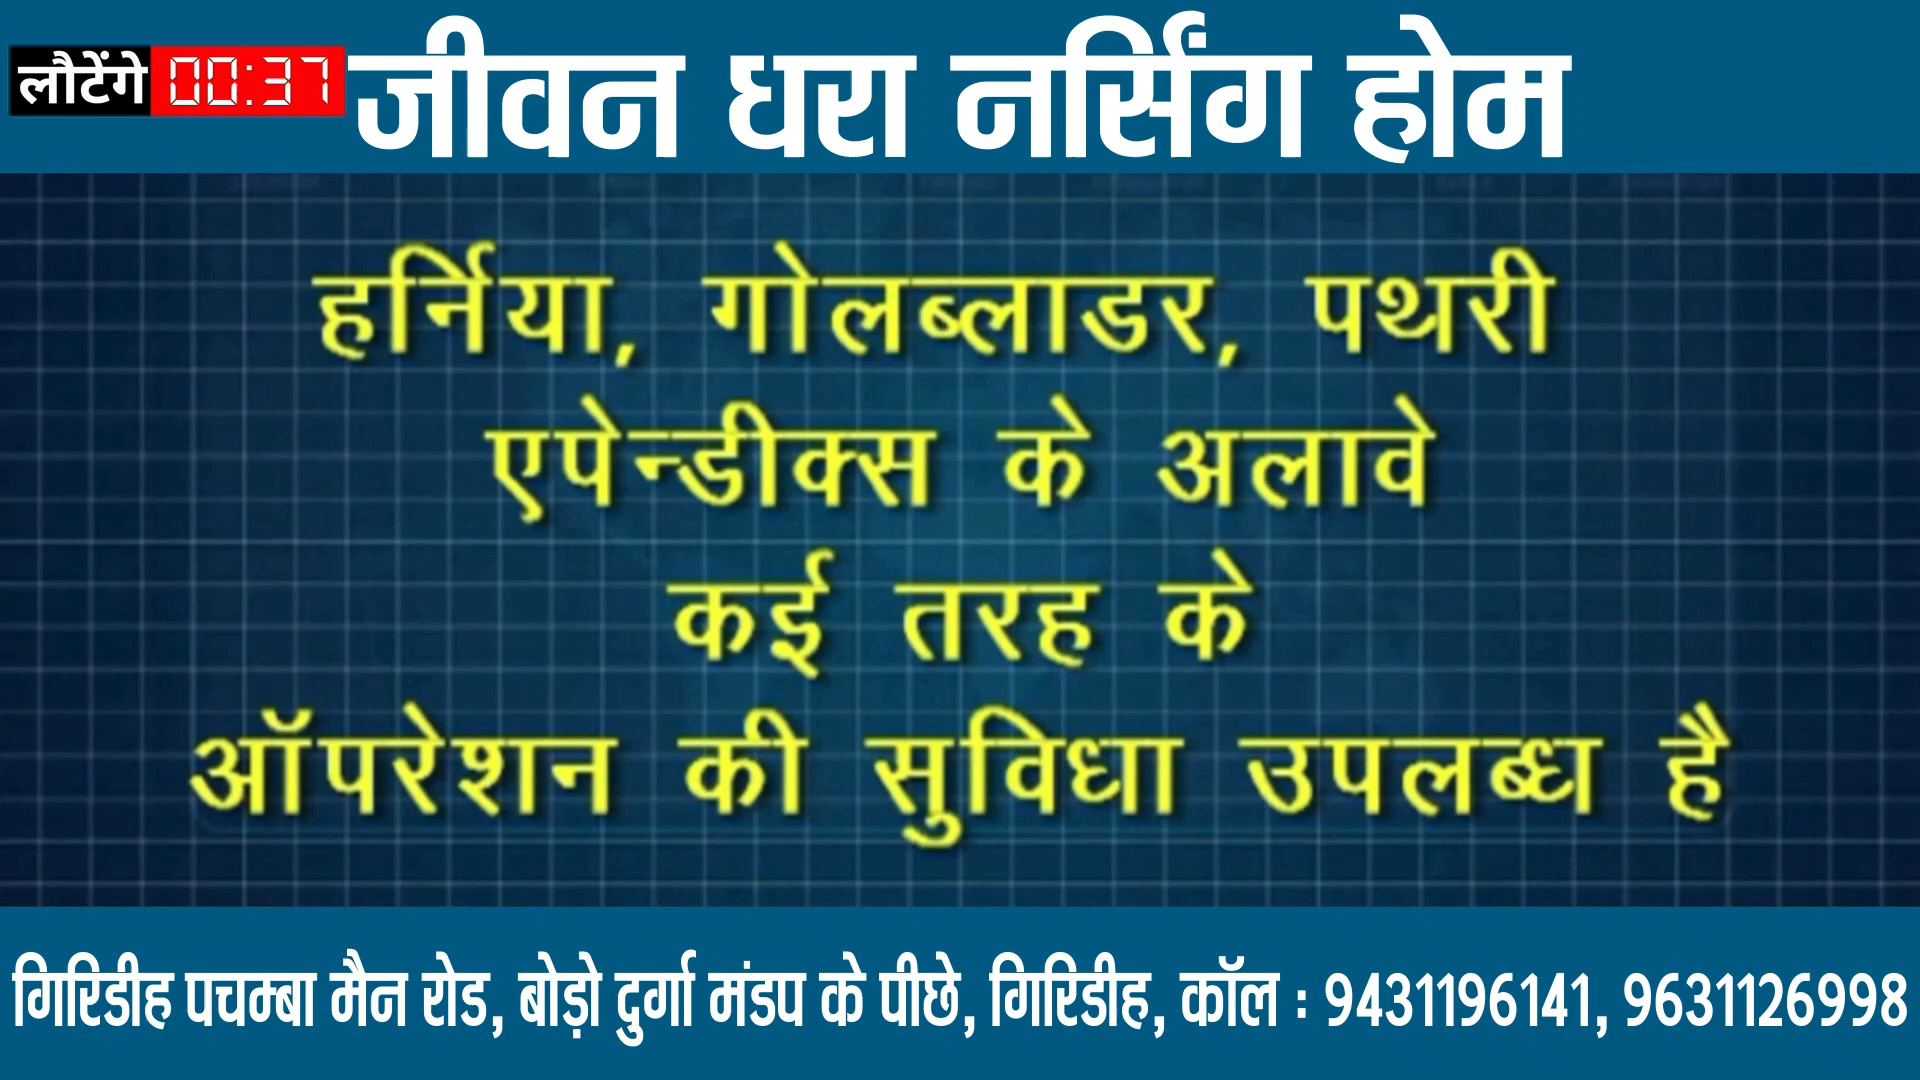 लौटेंगे 00:37
जीवन धरा नर्सिंग होम
हर्निया, गोलब्लाडर, पथरी
एपेन्डीक्स के अलावे
कई तरह के
ऑपरेशन की सुविधा उपलब्ध है
गिरिडीह पचम्बा मैन रोड, बोड़ो दुर्गा मंडप के पीछे, गिरिडीह, कॉल : 9431196141, 9631126998